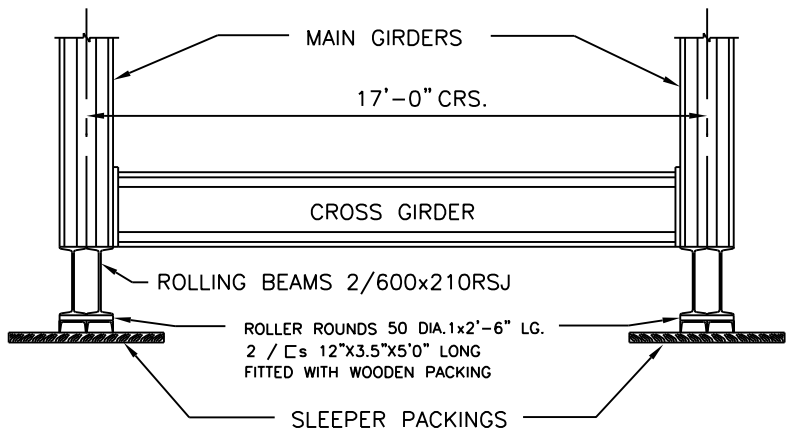 MAIN GIRDERS
17'-0" CRS.
CROSS GIRDER
ROLLING BEAMS 2/600x210RSJ
ROLLER ROUNDS 50 DIA.1x2'-6" LG.
2 / ⊏s 12"X3.5"X5'0" LONG
FITTED WITH WOODEN PACKING
SLEEPER PACKINGS